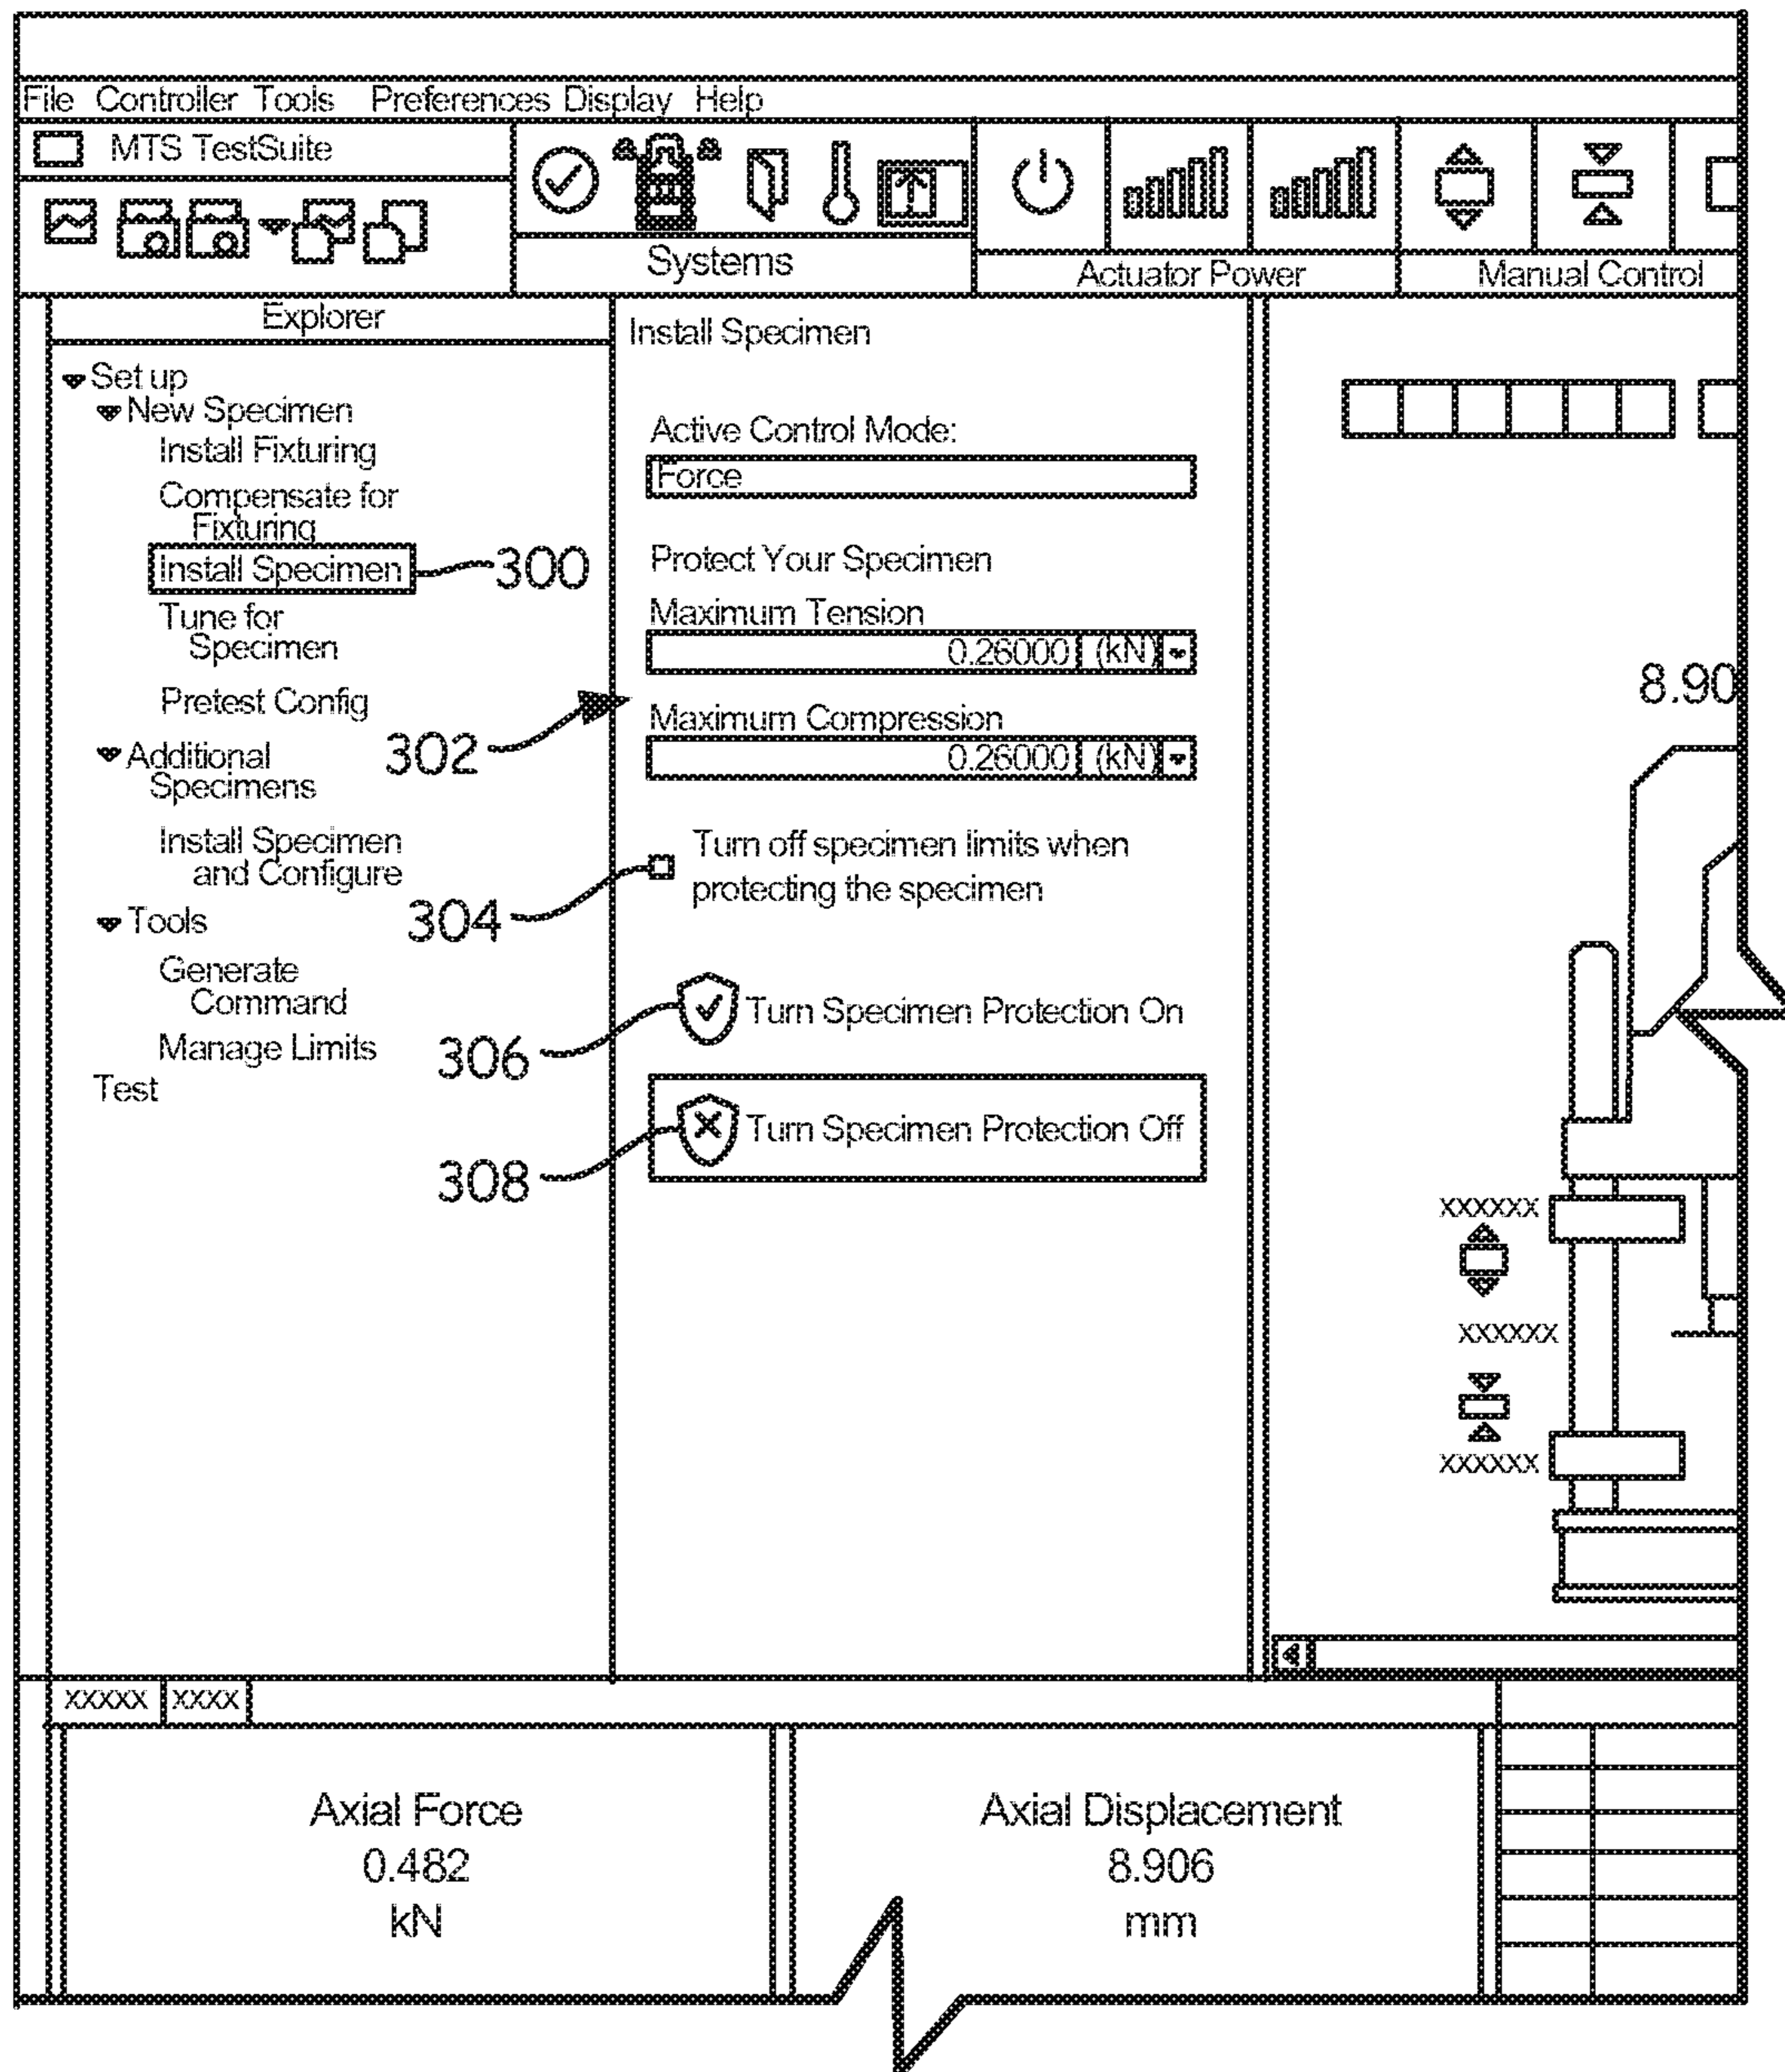 File Controller Tools Preferences Display Help
MTS TestSuite
Systems
Actuator Power
Manual Control
Explorer
Set up
New Specimen
Install Fixturing
Compensate for
Fixturing
Install Specimen
300
Tune for
Specimen
Pretest Config
302
Additional
Specimens
Install Specimen
and Configure
304
Tools
Generate
Command
306
Manage Limits
Test
308
Install Specimen
Active Control Mode:
Force
Protect Your Specimen
Maximum Tension
0.26000 (kN)
Maximum Compression
0.26000 (kN)
Turn off specimen limits when
protecting the specimen
Turn Specimen Protection On
Turn Specimen Protection Off
8.90
xxxxxx
xxxxxx
xxxxxx
xxxxx xxxx
Axial Force
0.482
kN
Axial Displacement
8.906
mm